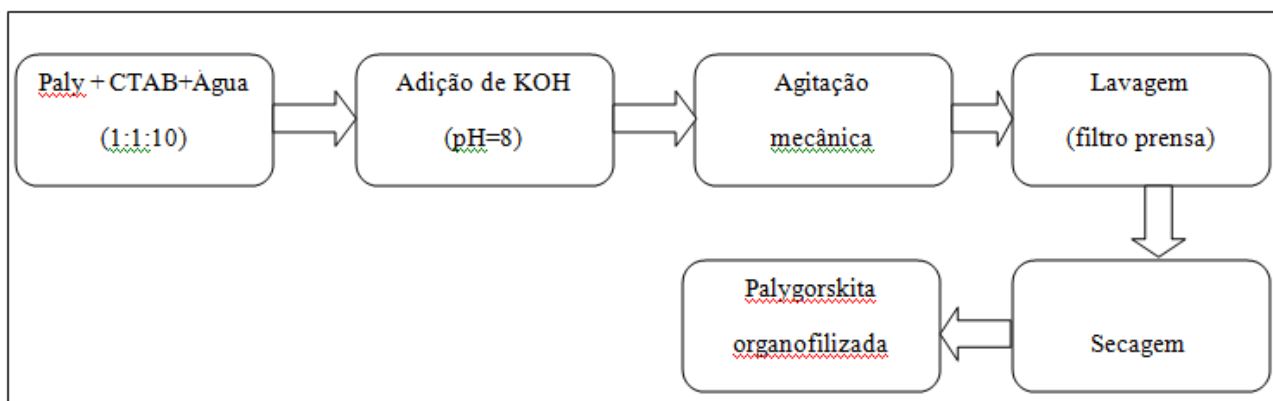 Paly + CTAB+Água
(1:1:10)
Adição de KOH
(pH=8)
Agitação
mecânica
Lavagem
(filtro prensa)
Palygorskita
organofilizada
Secagem